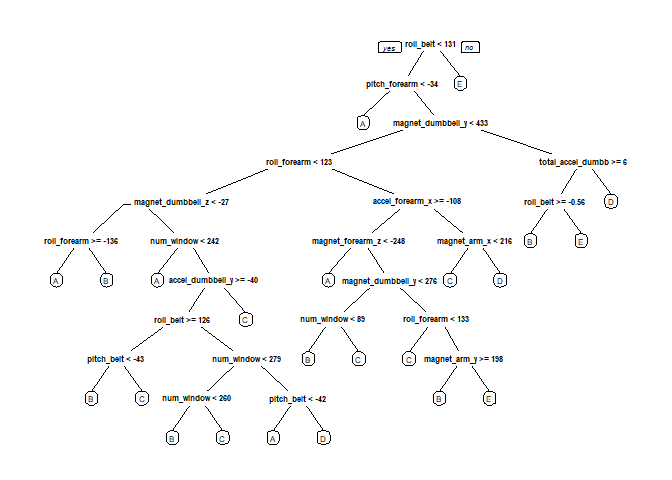 yes roll_belt < 131 no
pitch_forearm < -34 E
A magnet_dumbbell_y < 433
roll_forearm < 123 total_accel_dumbb >= 6
magnet_dumbbell_z < -27 accel_forearm_x >= -108 roll_belt >= -0.56 D
roll_forearm >= -136 num_window < 242 magnet_forearm_z < -248 magnet_arm_x < 216 B E
A B A accel_dumbbell_y >= -40 A magnet_dumbbell_y < 276 C D
roll_belt >= 126 C num_window < 89 roll_forearm < 133
pitch_belt < -43 num_window < 279 B C C magnet_arm_y >= 198
B C num_window < 260 pitch_belt < -42 B E
B C A D